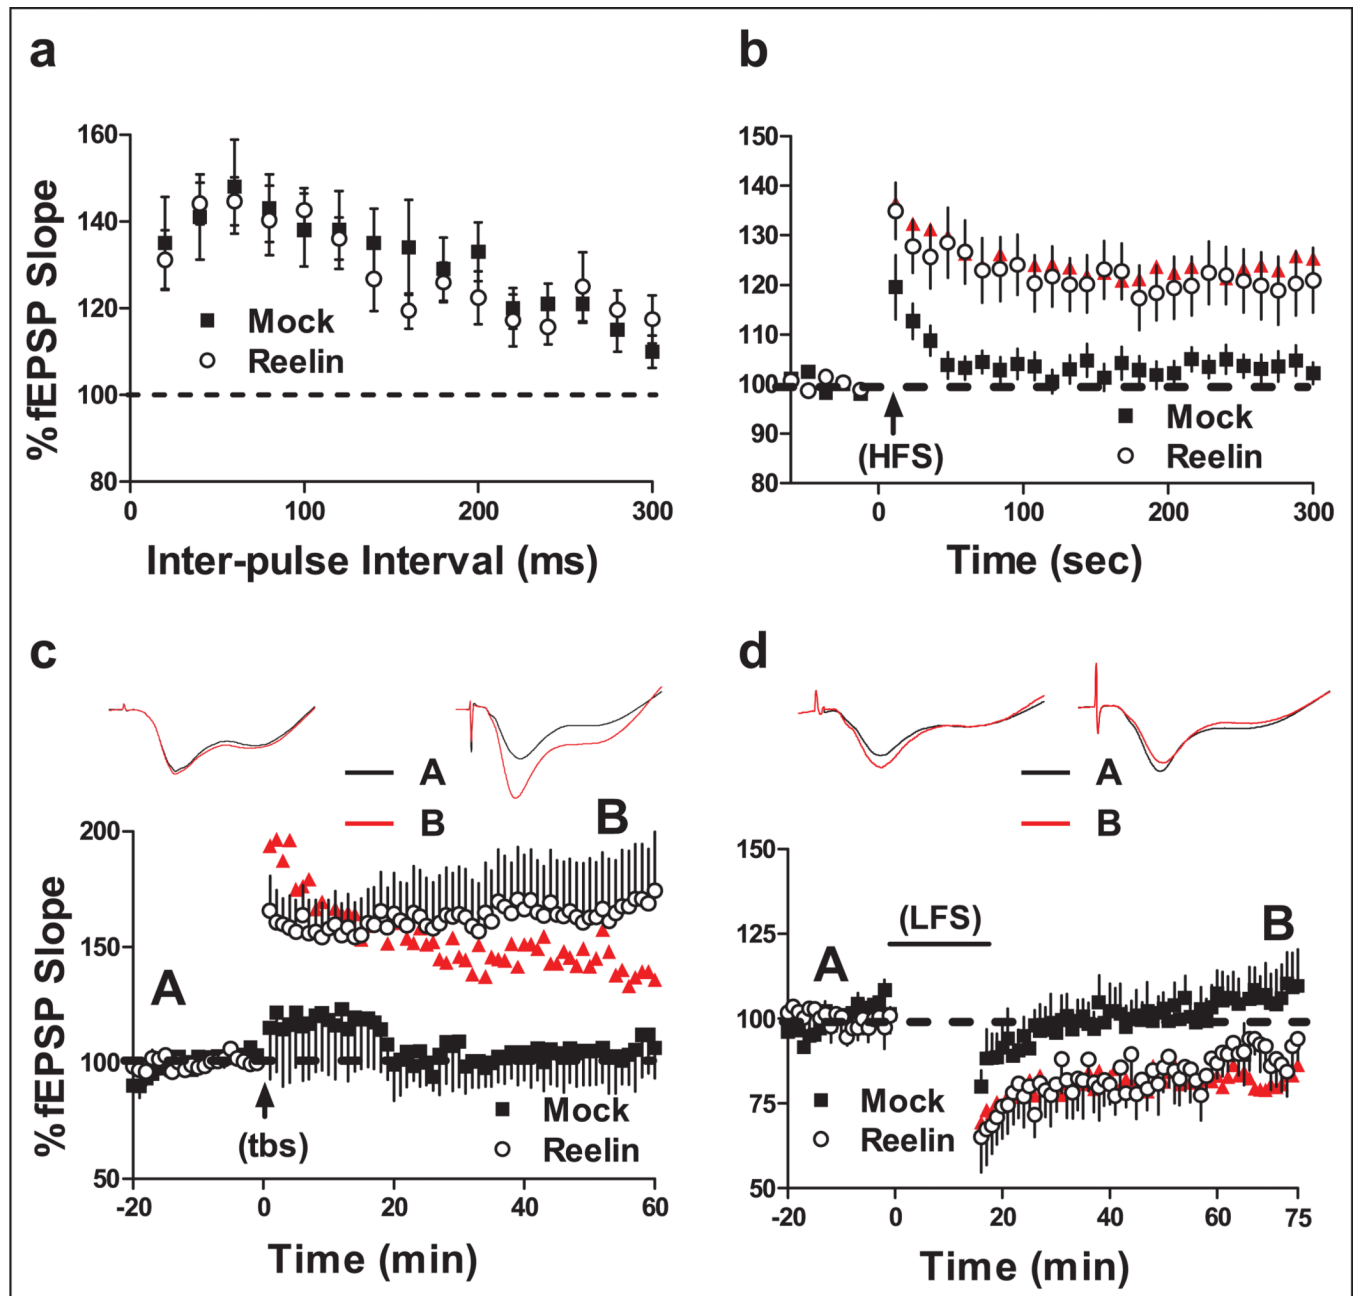 a
%fEPSP Slope
160
140
120
100
80
Mock
Reelin
0
100
200
300
Inter-pulse Interval (ms)
b
150
140
130
120
110
100
90
80
(HFS)
Mock
Reelin
0
100
200
300
Time (sec)
c
A
B
%fEPSP Slope
200
150
100
50
A
B
(tbs)
Mock
Reelin
-20
0
20
40
60
Time (min)
d
A
B
150
125
100
75
50
(LFS)
A
B
Mock
Reelin
-20
0
20
40
60
75
Time (min)